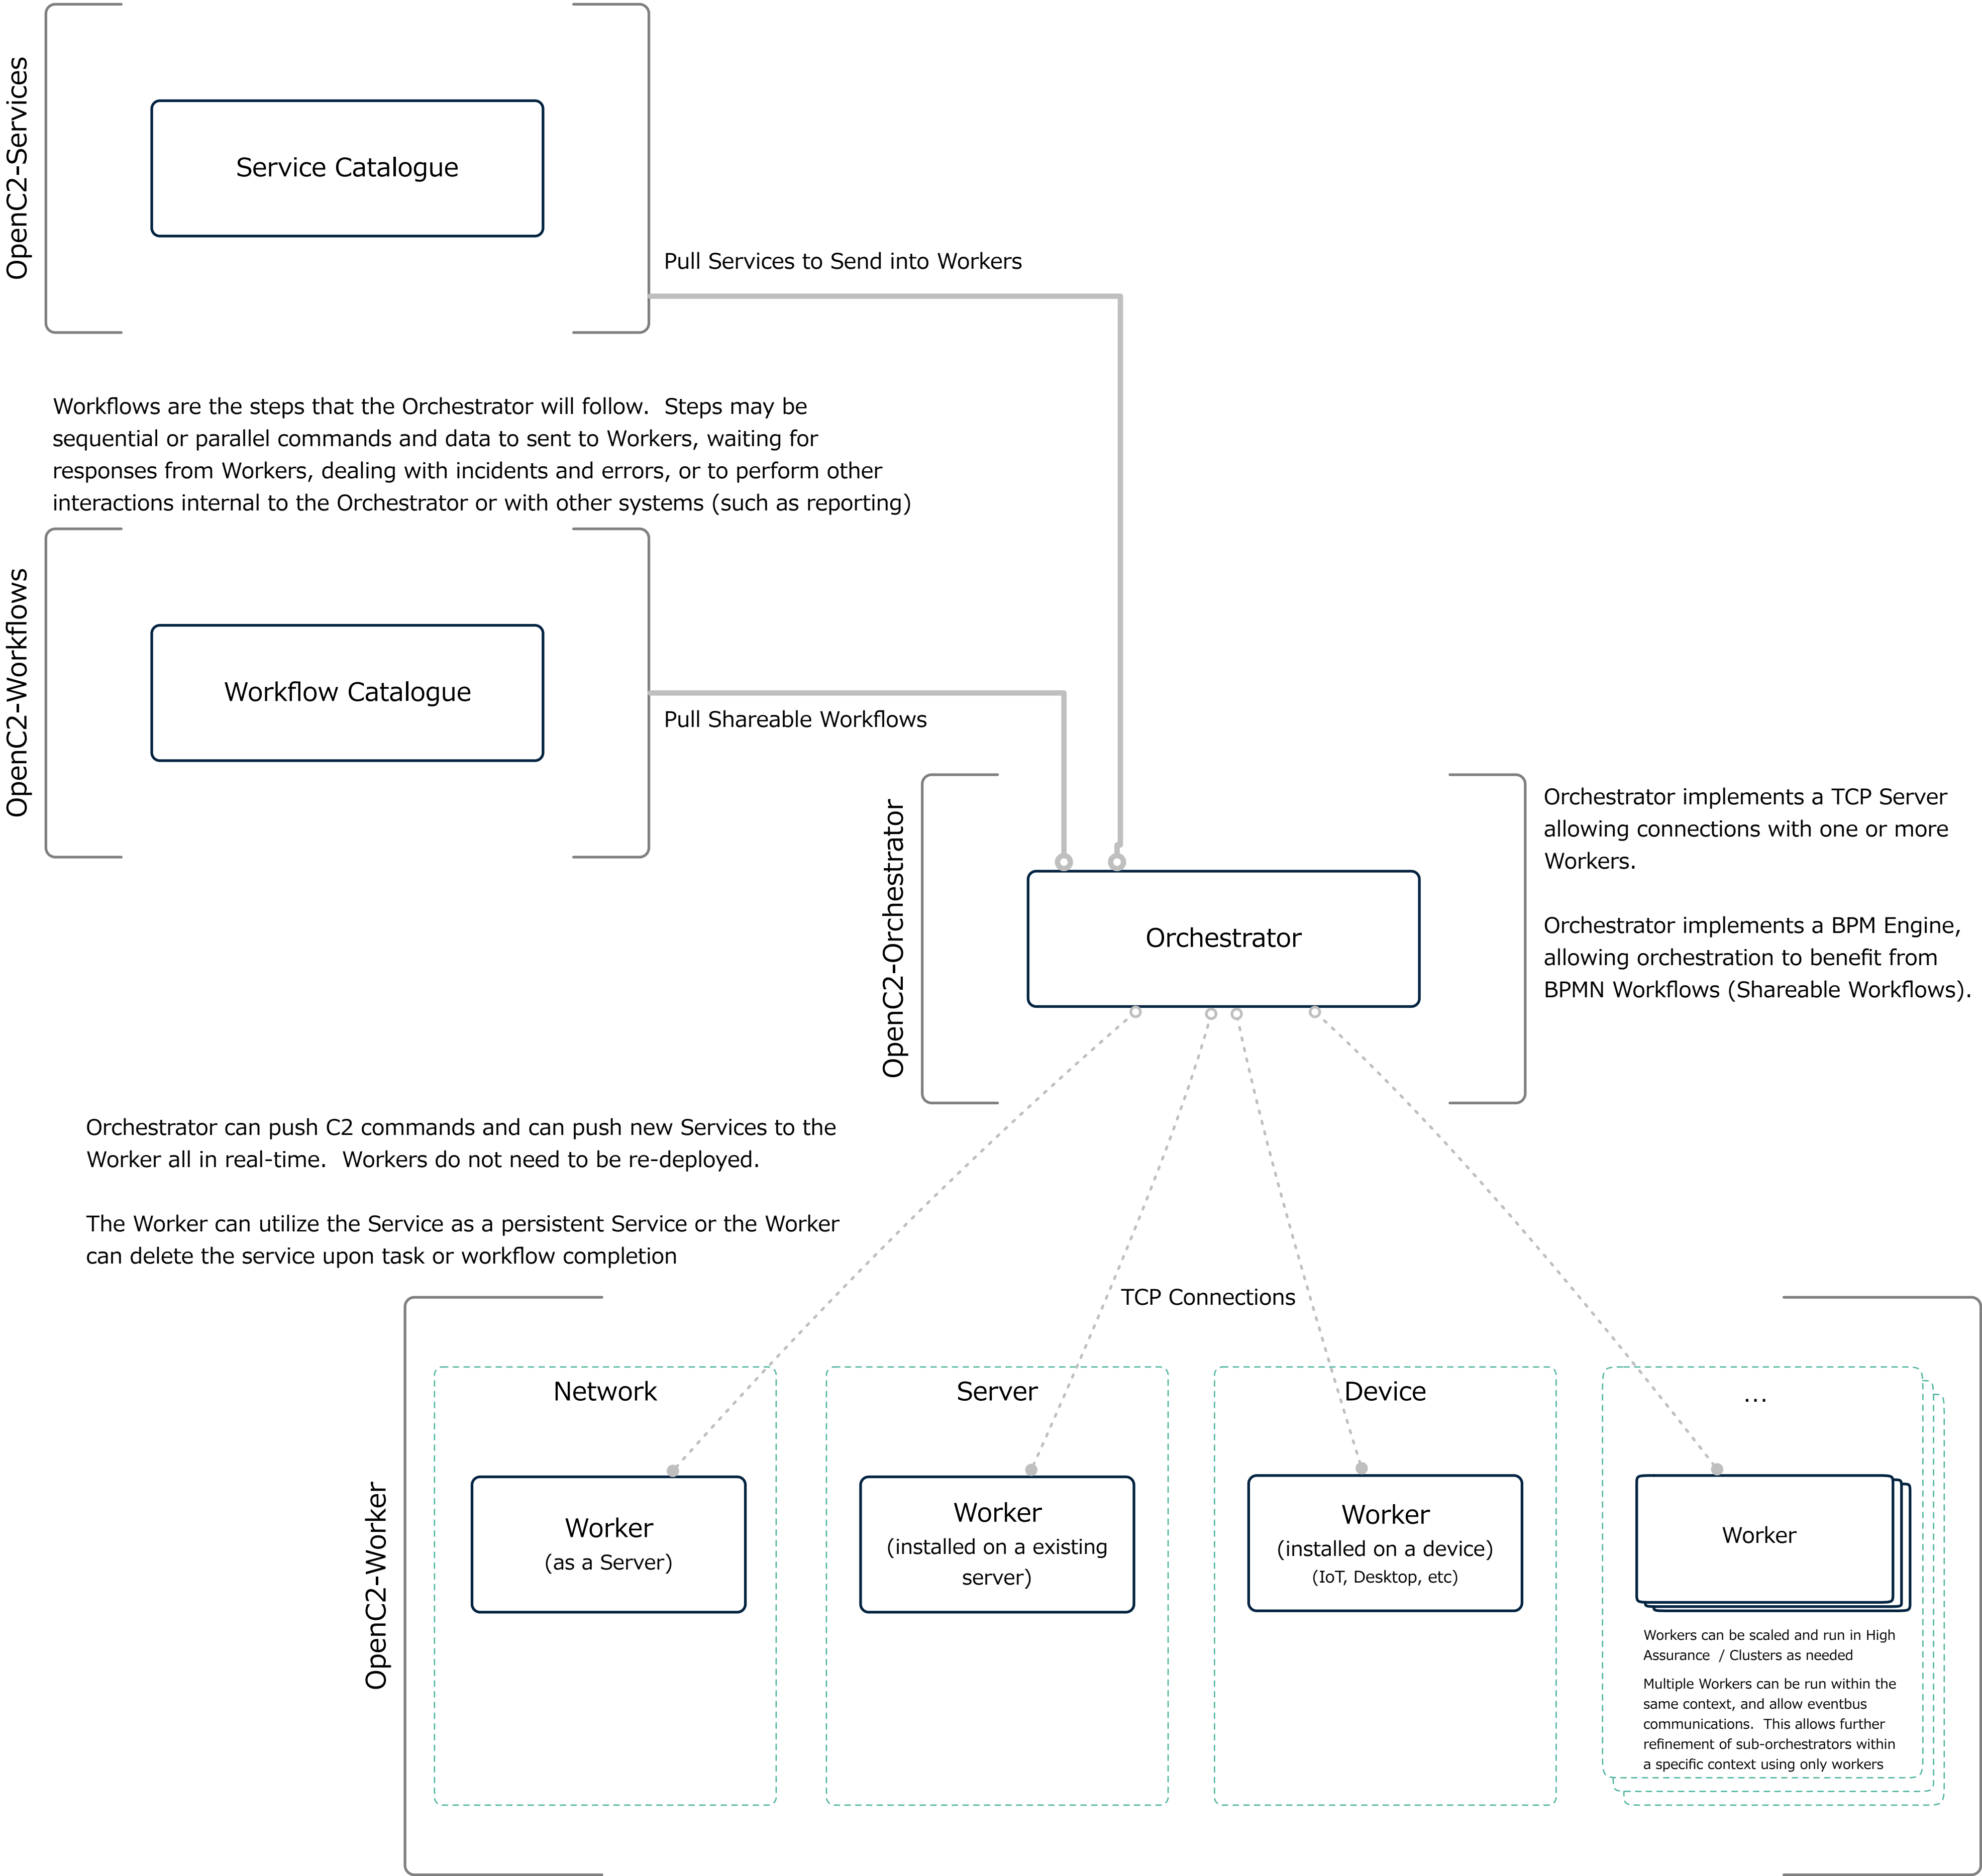 OpenC2-Services
Service Catalogue
Pull Services to Send into Workers
Workflows are the steps that the Orchestrator will follow.  Steps may be
sequential or parallel commands and data to sent to Workers, waiting for
responses from Workers, dealing with incidents and errors, or to perform other
interactions internal to the Orchestrator or with other systems (such as reporting)
OpenC2-Workflows
Workflow Catalogue
Pull Shareable Workflows
OpenC2-Orchestrator
Orchestrator
Orchestrator implements a TCP Server
allowing connections with one or more
Workers.
Orchestrator implements a BPM Engine,
allowing orchestration to benefit from
BPMN Workflows (Shareable Workflows).
Orchestrator can push C2 commands and can push new Services to the
Worker all in real-time.  Workers do not need to be re-deployed.
The Worker can utilize the Service as a persistent Service or the Worker
can delete the service upon task or workflow completion
TCP Connections
OpenC2-Worker
Network
Worker
(as a Server)
Server
Worker
(installed on a existing
server)
Device
Worker
(installed on a device)
(IoT, Desktop, etc)
...
Worker
Workers can be scaled and run in High
Assurance  / Clusters as needed
Multiple Workers can be run within the
same context, and allow eventbus
communications.  This allows further
refinement of sub-orchestrators within
a specific context using only workers